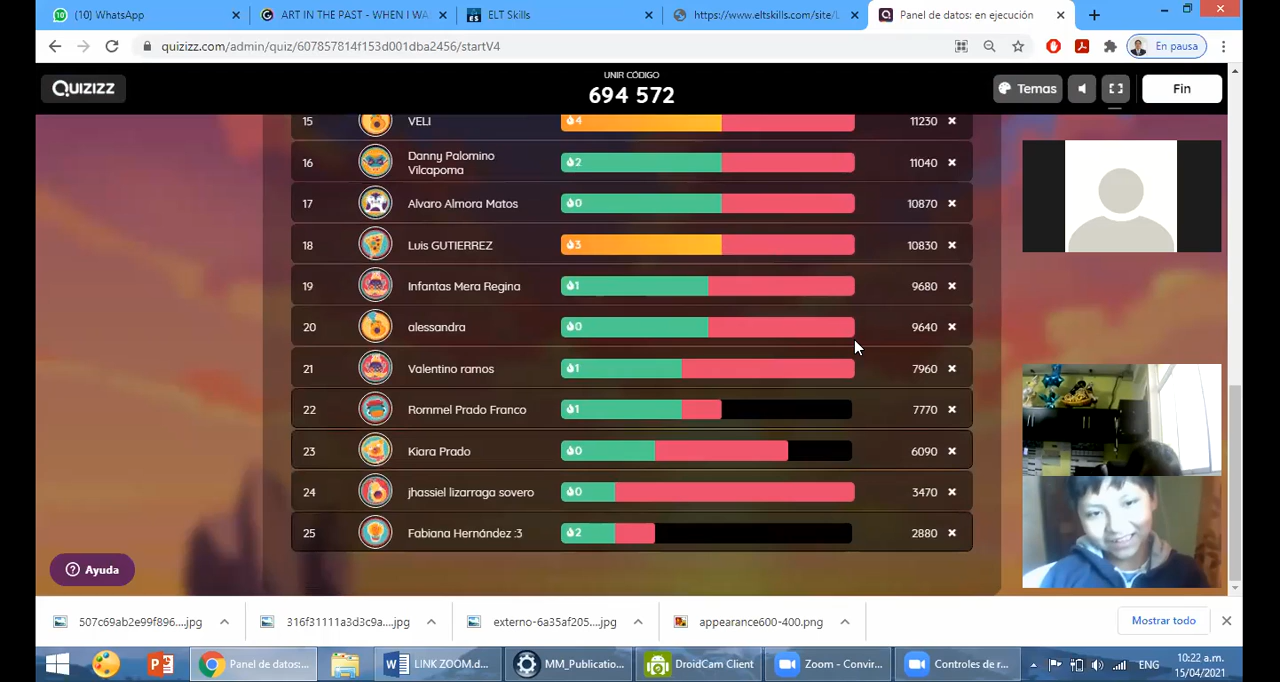 (10) WhatsApp
ART IN THE PAST - WHEN I WA
ELT Skills
https://www.eltskills.com/site/L
Panel de datos: en ejecución
quizizz.com/admin/quiz/607857814f153d001dba2456/startV4
En pausa
QUIZIZZ
UNIR CÓDIGO
694 572
Temas
Fin
15 VELI 4 11230
16 Danny Palomino Vilcapoma 2 11040
17 Alvaro Almora Matos 0 10870
18 Luis GUTIERREZ 3 10830
19 Infantas Mera Regina 1 9680
20 alessandra 0 9640
21 Valentino ramos 1 7960
22 Rommel Prado Franco 1 7770
23 Kiara Prado 0 6090
24 jhassiel lizarraga sovero 0 3470
25 Fabiana Hernández :3 2 2880
Ayuda
507c69ab2e99f896....jpg
316f31111a3d3c9a....jpg
externo-6a35af205....jpg
appearance600-400.png
Mostrar todo
Panel de datos:...
LINK ZOOM.d...
MM_Publicatio...
DroidCam Client
Zoom - Convir...
Controles de r...
ENG
10:22 a.m.
15/04/2021